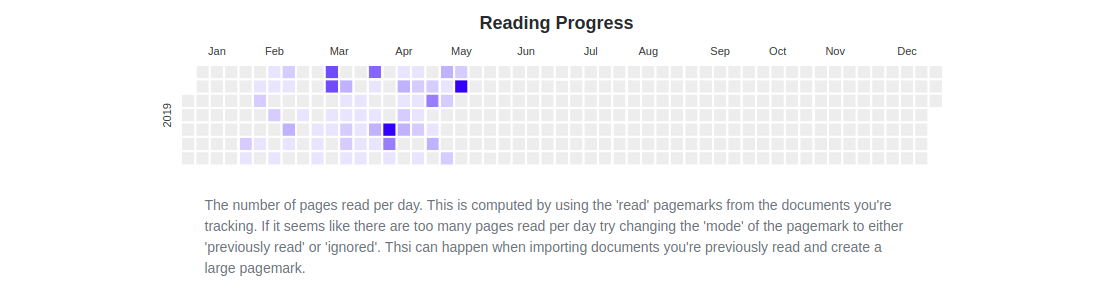 Reading Progress
Jan Feb Mar Apr May Jun Jul Aug Sep Oct Nov Dec
2019
The number of pages read per day. This is computed by using the 'read' pagemarks from the documents you're
tracking. If it seems like there are too many pages read per day try changing the 'mode' of the pagemark to either
'previously read' or 'ignored'. Thsi can happen when importing documents you're previously read and create a
large pagemark.